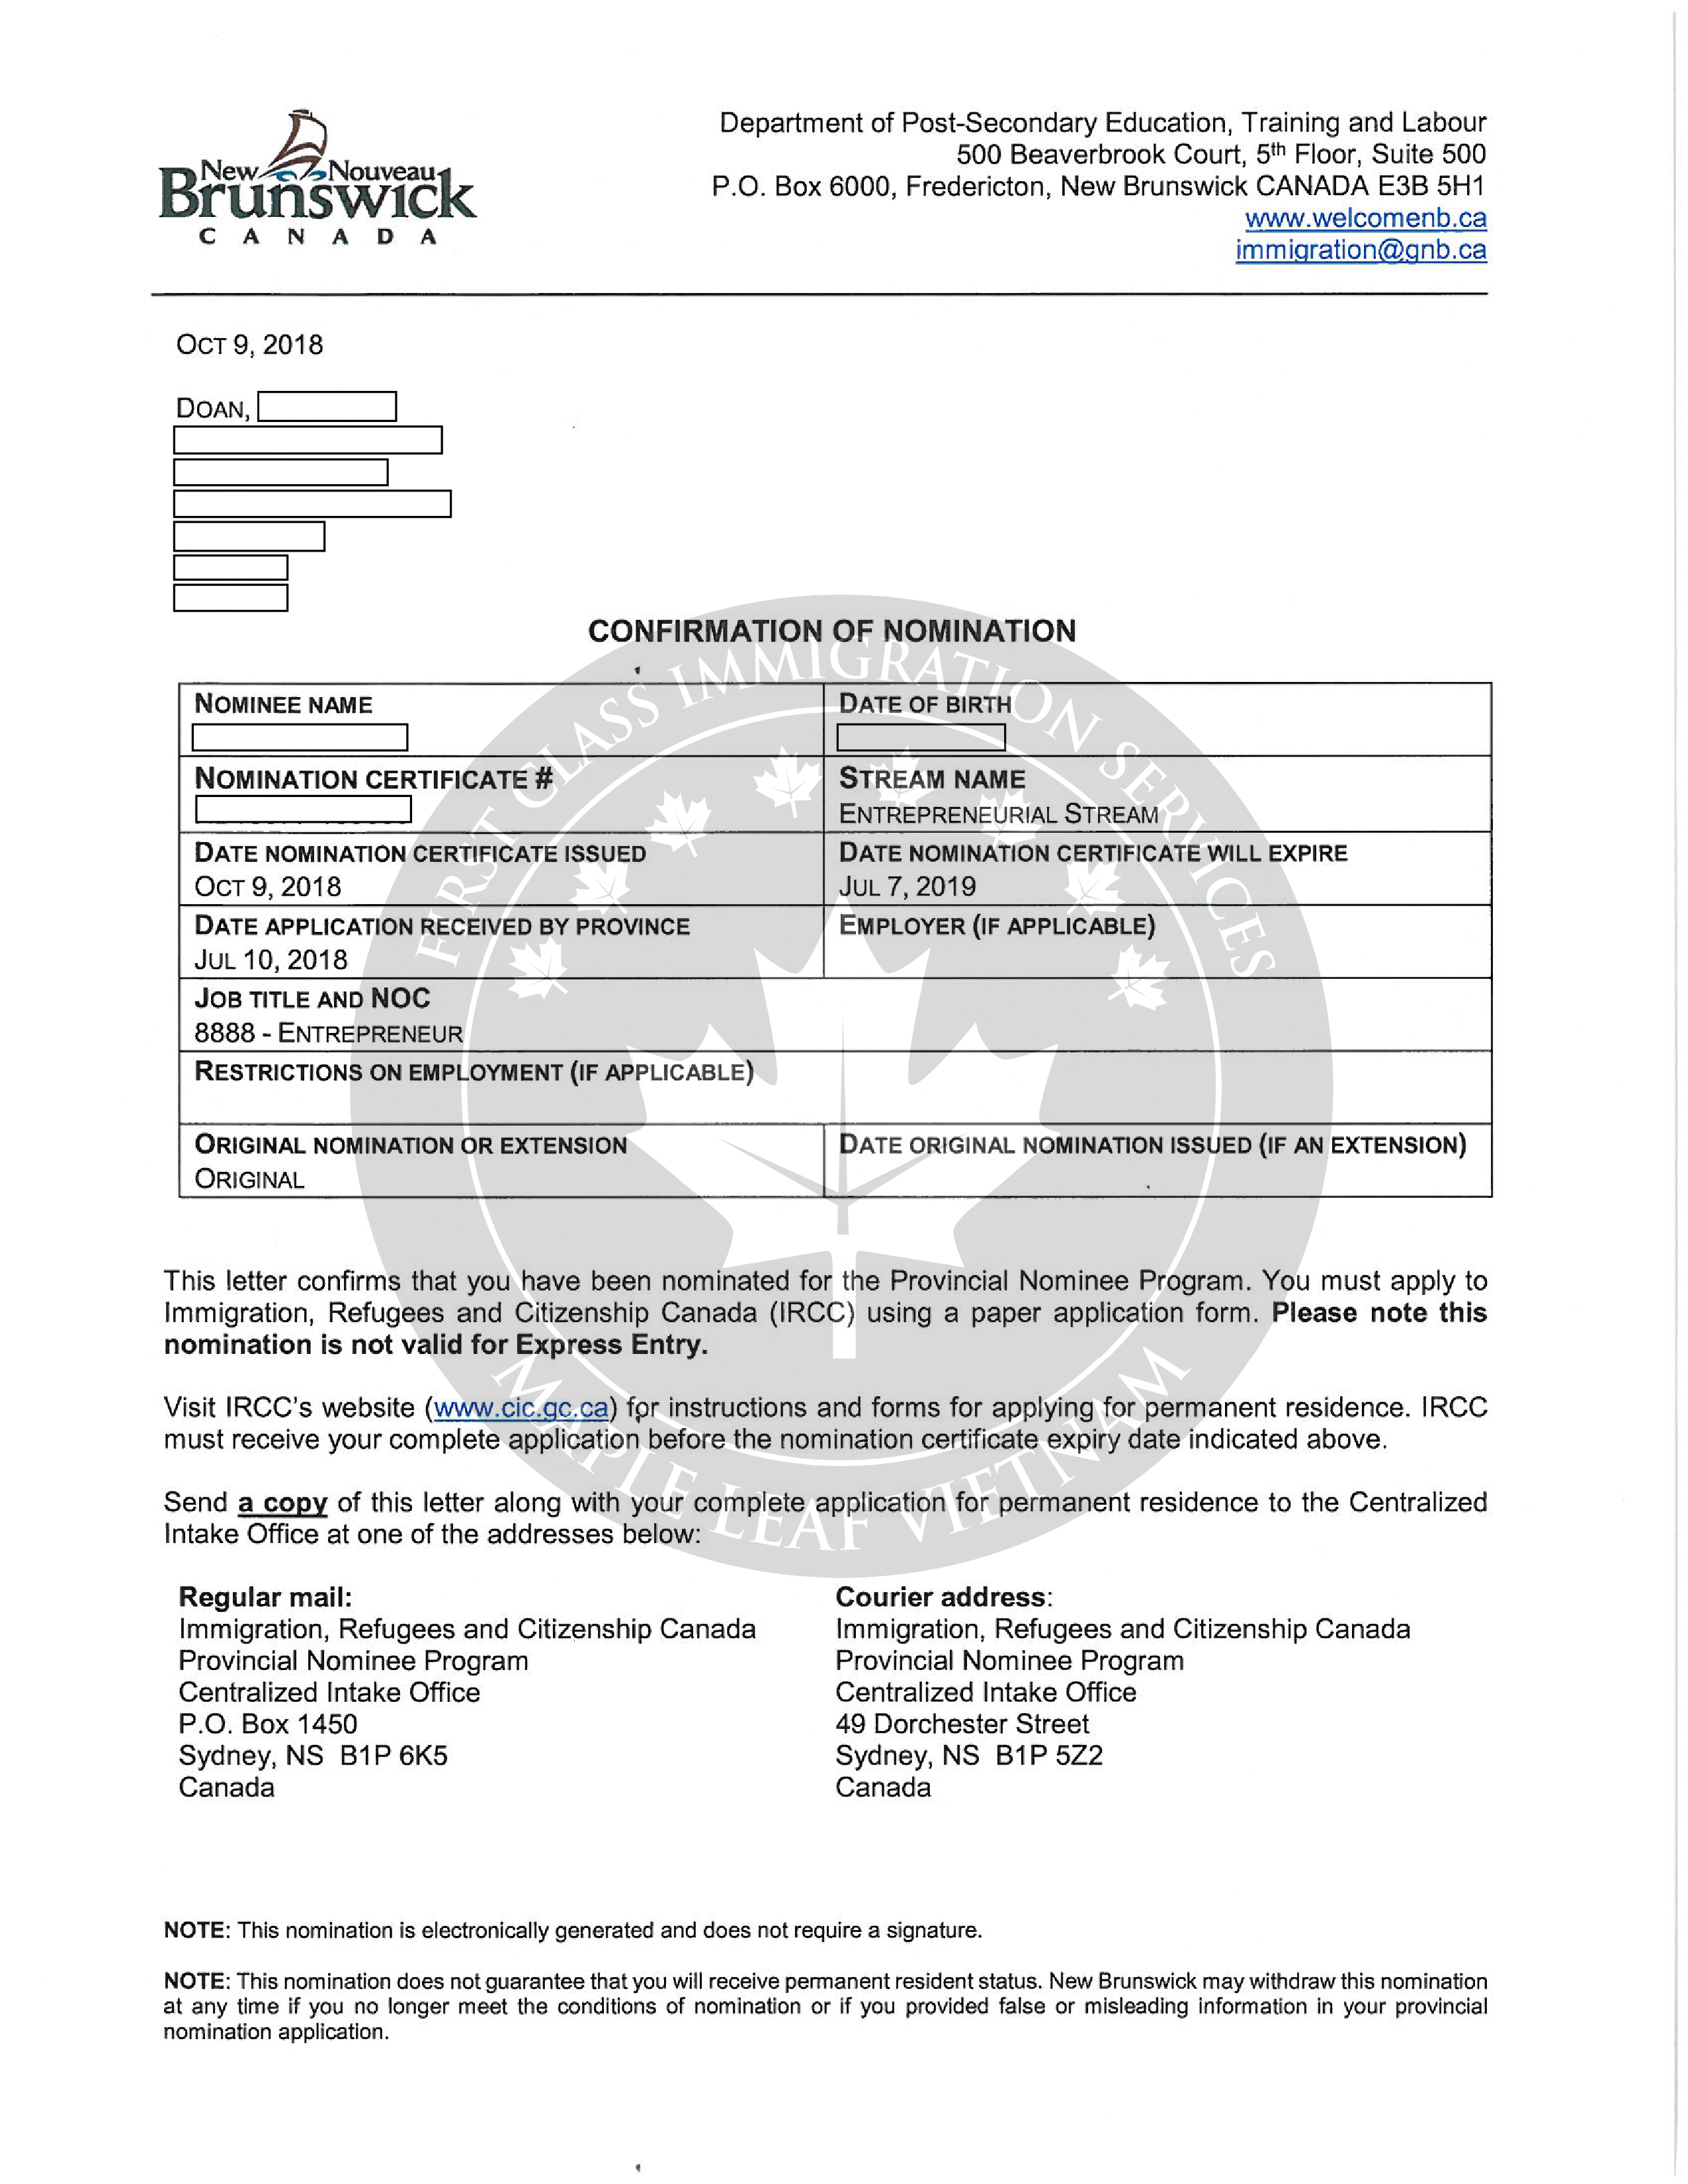 New Nouveau
Brunswick
CANADA
Department of Post-Secondary Education, Training and Labour
500 Beaverbrook Court, 5th Floor, Suite 500
P.O. Box 6000, Fredericton, New Brunswick CANADA E3B 5H1
www.welcomenb.ca
immigration@gnb.ca
OCT 9, 2018
DOAN,
CONFIRMATION OF NOMINATION
NOMINEE NAME
DATE OF BIRTH
NOMINATION CERTIFICATE #
STREAM NAME
ENTREPRENEURIAL STREAM
DATE NOMINATION CERTIFICATE ISSUED
OCT 9, 2018
DATE NOMINATION CERTIFICATE WILL EXPIRE
JUL 7, 2019
DATE APPLICATION RECEIVED BY PROVINCE
JUL 10, 2018
EMPLOYER (IF APPLICABLE)
JOB TITLE AND NOC
8888 - ENTREPRENEUR
RESTRICTIONS ON EMPLOYMENT (IF APPLICABLE)
ORIGINAL NOMINATION OR EXTENSION
ORIGINAL
DATE ORIGINAL NOMINATION ISSUED (IF AN EXTENSION)
This letter confirms that you have been nominated for the Provincial Nominee Program. You must apply to
Immigration, Refugees and Citizenship Canada (IRCC) using a paper application form. Please note this
nomination is not valid for Express Entry.
Visit IRCC's website (www.cic.gc.ca) for instructions and forms for applying for permanent residence. IRCC
must receive your complete application before the nomination certificate expiry date indicated above.
Send a copy of this letter along with your complete application for permanent residence to the Centralized
Intake Office at one of the addresses below:
Regular mail:
Immigration, Refugees and Citizenship Canada
Provincial Nominee Program
Centralized Intake Office
P.O. Box 1450
Sydney, NS B1P 6K5
Canada
Courier address:
Immigration, Refugees and Citizenship Canada
Provincial Nominee Program
Centralized Intake Office
49 Dorchester Street
Sydney, NS B1P 5Z2
Canada
NOTE: This nomination is electronically generated and does not require a signature.
NOTE: This nomination does not guarantee that you will receive permanent resident status. New Brunswick may withdraw this nomination
at any time if you no longer meet the conditions of nomination or if you provided false or misleading information in your provincial
nomination application.
FIRST CLASS IMMIGRATION SERVICES
MAPLE LEAF VIETNAM